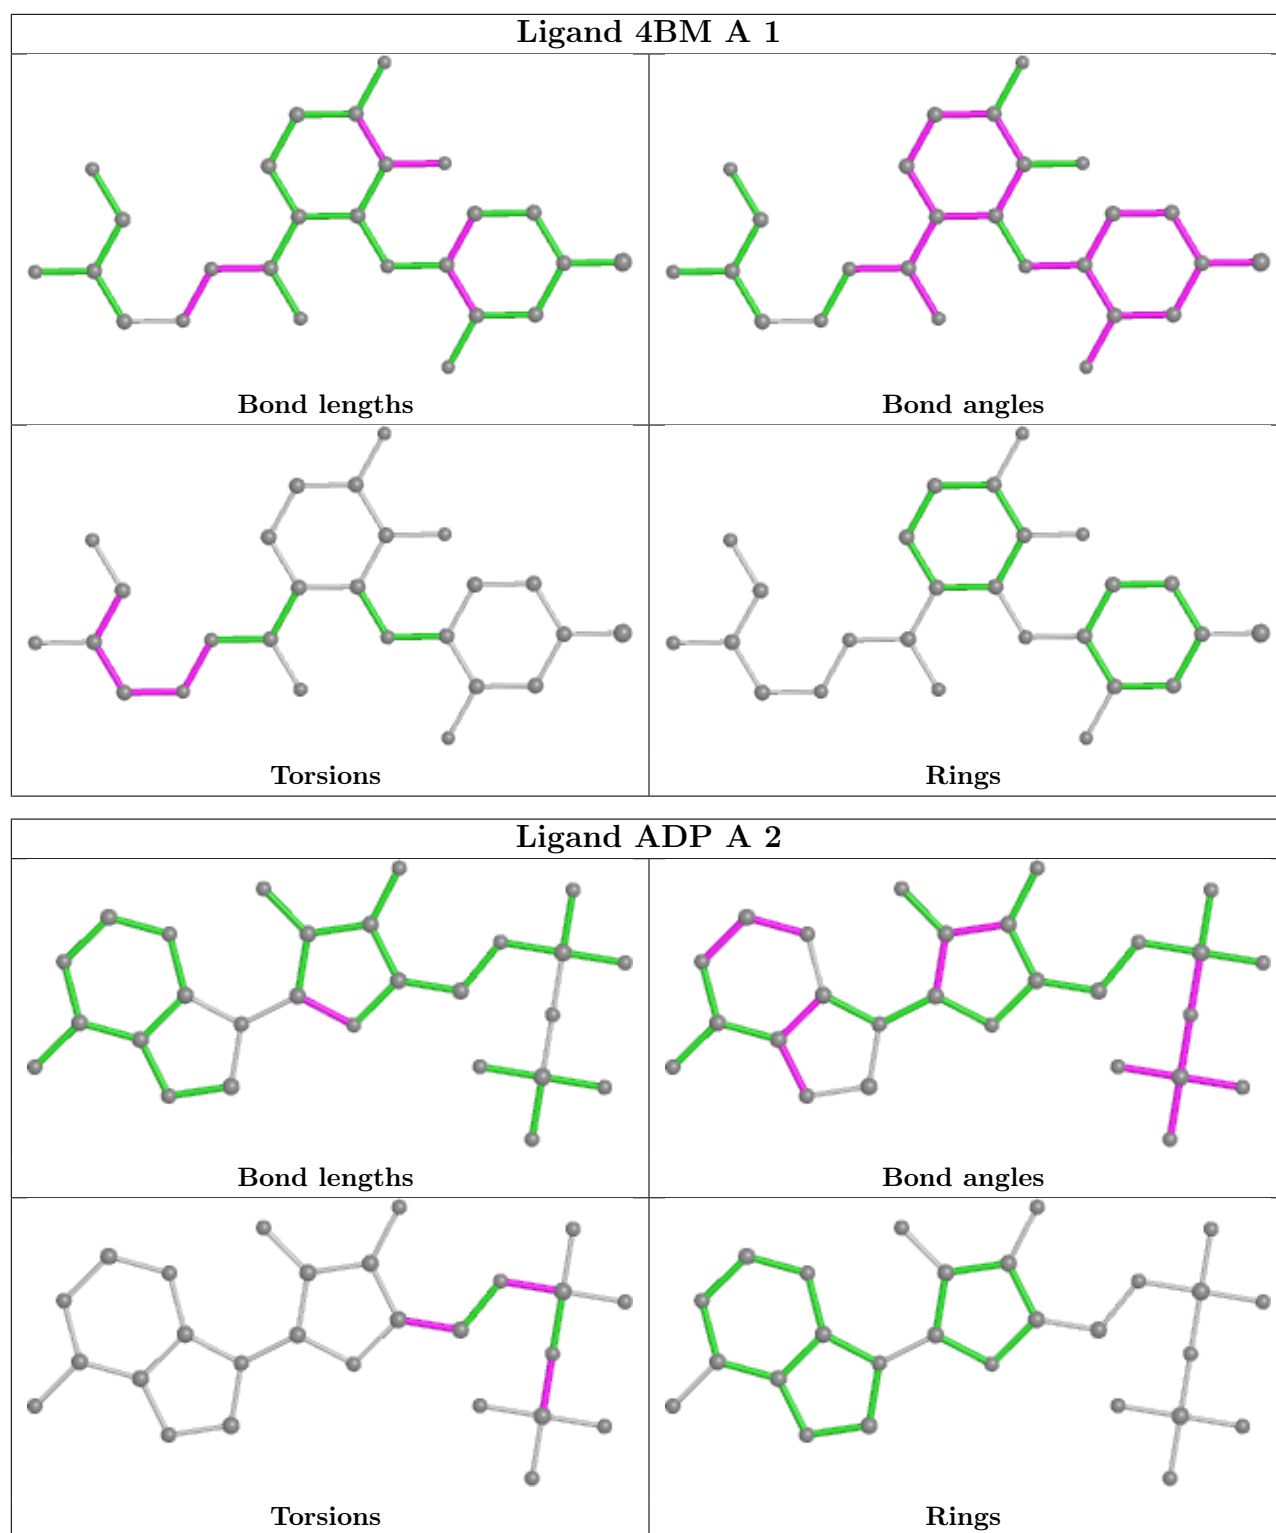 Ligand 4BM A 1
Bond lengths
Bond angles
Torsions
Rings
Ligand ADP A 2
Bond lengths
Bond angles
Torsions
Rings